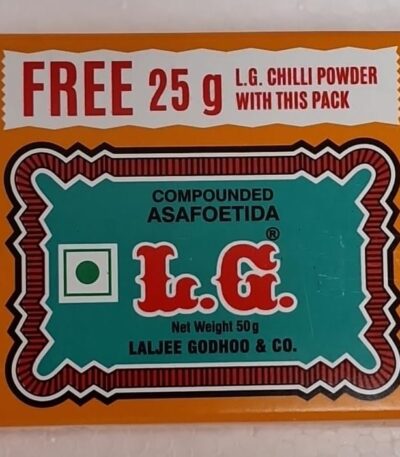 FREE 25 g L.G. CHILLI POWDER
WITH THIS PACK
COMPOUNDED
ASAFOETIDA
L.G.®
Net Weight 50g
LALJEE GODHOO & CO.